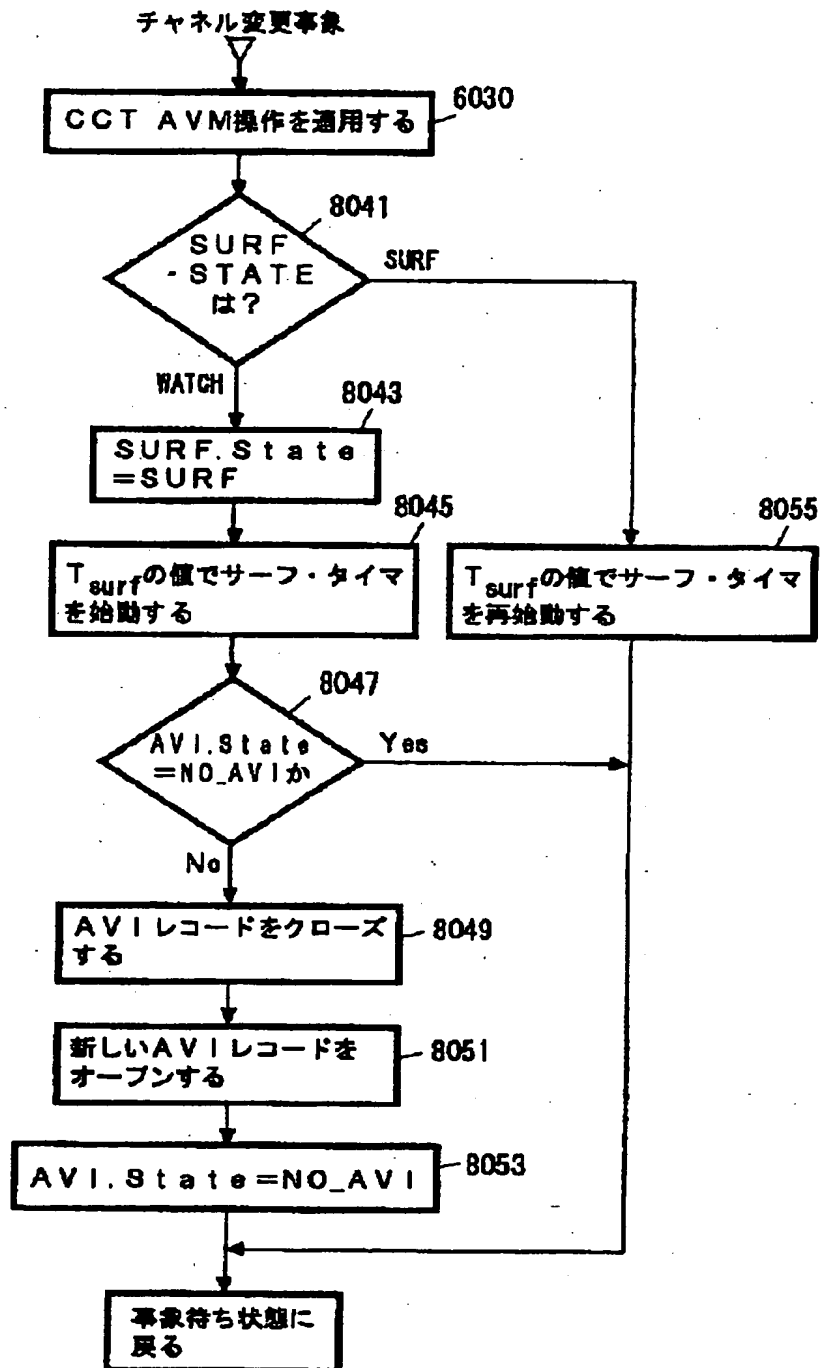 チャネル変更事象
CCT AVM操作を適用する
6030
8041
SURF
-STATE
は?
SURF
WATCH
8043
SURF.State
=SURF
8045
Tsurfの値でサーフ・タイマ
を始動する
8055
Tsurfの値でサーフ・タイマ
を再始動する
8047
AVI.State
=NO_AVIか
Yes
No
AVIレコードをクローズ
する
8049
新しいAVIレコードを
オープンする
8051
AVI.State=NO_AVI
8053
事象待ち状態に
戻る